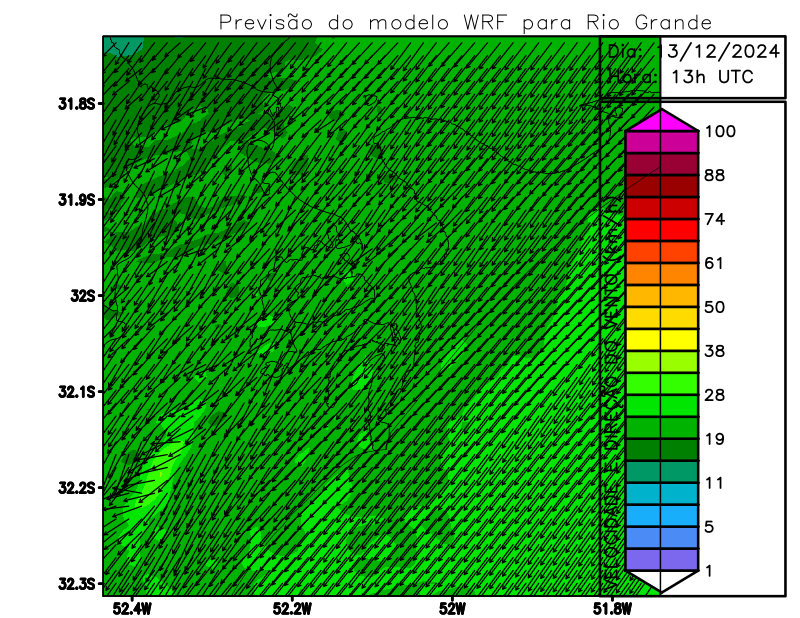 Previsão do modelo WRF para Rio Grande
Dia: 13/12/2024
Hora: 13h UTC
31.8S
31.9S
32S
32.1S
32.2S
32.3S
52.4W
52.2W
52W
51.8W
VELOCIDADE E DIREÇÃO DO VENTO (km/h)
100
88
74
61
50
38
28
19
11
5
1